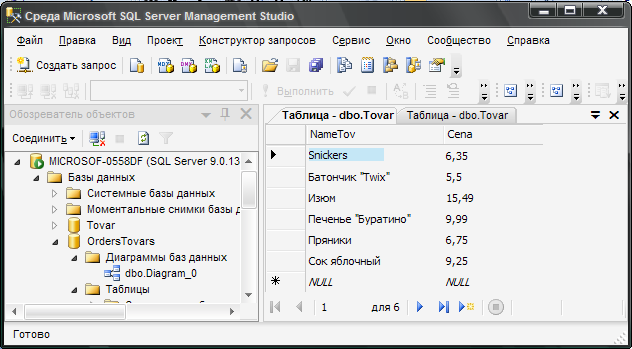 Среда Microsoft SQL Server Management Studio
Файл Правка Вид Проект Конструктор запросов Сервис Окно Сообщество Справка
Создать запрос
Выполнить
Обозреватель объектов
Таблица - dbo.Tovar Таблица - dbo.Tovar
Соединить
MICROSOF-0558DF (SQL Server 9.0.13
Базы данных
Системные базы данных
Моментальные снимки базы д
Tovar
OrdersTovars
Диаграммы баз данных
dbo.Diagram_0
Таблицы
NameTov Cena
Snickers 6,35
Батончик "Twix" 5,5
Изюм 15,49
Печенье "Буратино" 9,99
Пряники 6,75
Сок яблочный 9,25
NULL NULL
1 для 6
Готово